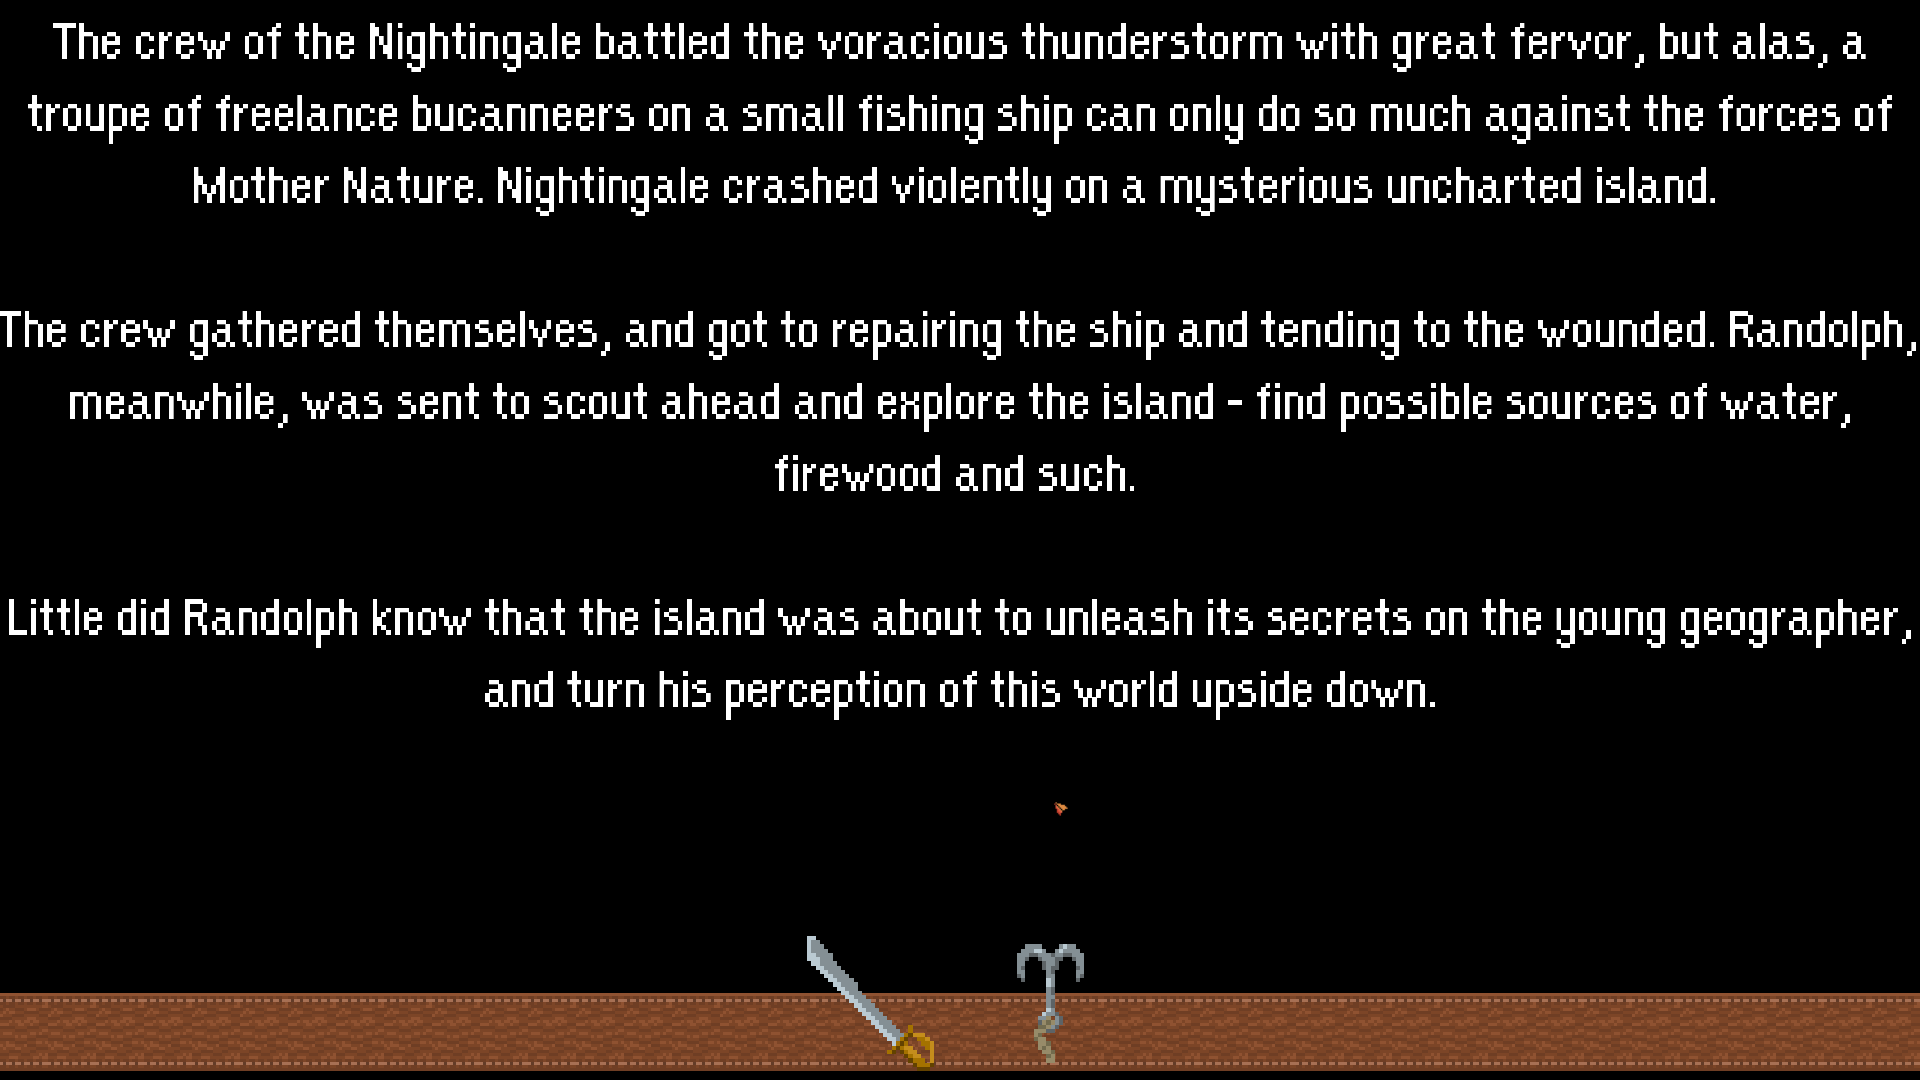 The crew of the Nightingale battled the voracious thunderstorm with great fervor, but alas, a
troupe of freelance bucanneers on a small fishing ship can only do so much against the forces of
Mother Nature. Nightingale crashed violently on a mysterious uncharted island.
The crew gathered themselves, and got to repairing the ship and tending to the wounded. Randolph,
meanwhile, was sent to scout ahead and explore the island - find possible sources of water,
firewood and such.
Little did Randolph know that the island was about to unleash its secrets on the young geographer,
and turn his perception of this world upside down.